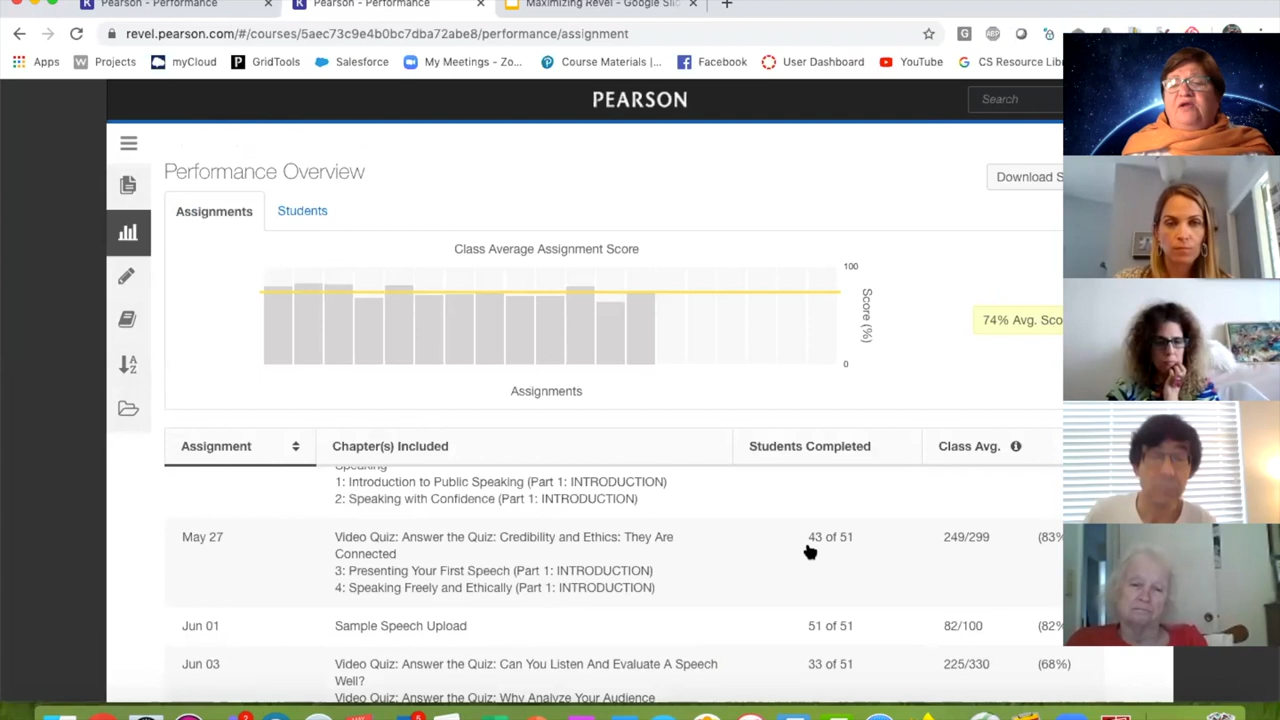 Pearson - Performance
Pearson - Performance
Maximizing Revel - Google Slid
revel.pearson.com/#/courses/5aec73c9e4b0bc7dba72abe8/performance/assignment
Apps
Projects
myCloud
GridTools
Salesforce
My Meetings - Zo...
Course Materials |...
Facebook
User Dashboard
YouTube
CS Resource Lib
PEARSON
Search
Performance Overview
Download S
Assignments
Students
Class Average Assignment Score
100
Score (%)
0
74% Avg. Sco
Assignments
Assignment
Chapter(s) Included
Students Completed
Class Avg.
Speaking
1: Introduction to Public Speaking (Part 1: INTRODUCTION)
2: Speaking with Confidence (Part 1: INTRODUCTION)
May 27
Video Quiz: Answer the Quiz: Credibility and Ethics: They Are
Connected
43 of 51
249/299
(83%
3: Presenting Your First Speech (Part 1: INTRODUCTION)
4: Speaking Freely and Ethically (Part 1: INTRODUCTION)
Jun 01
Sample Speech Upload
51 of 51
82/100
(82%
Jun 03
Video Quiz: Answer the Quiz: Can You Listen And Evaluate A Speech
Well?
33 of 51
225/330
(68%)
Video Quiz: Answer the Quiz: Why Analyze Your Audience